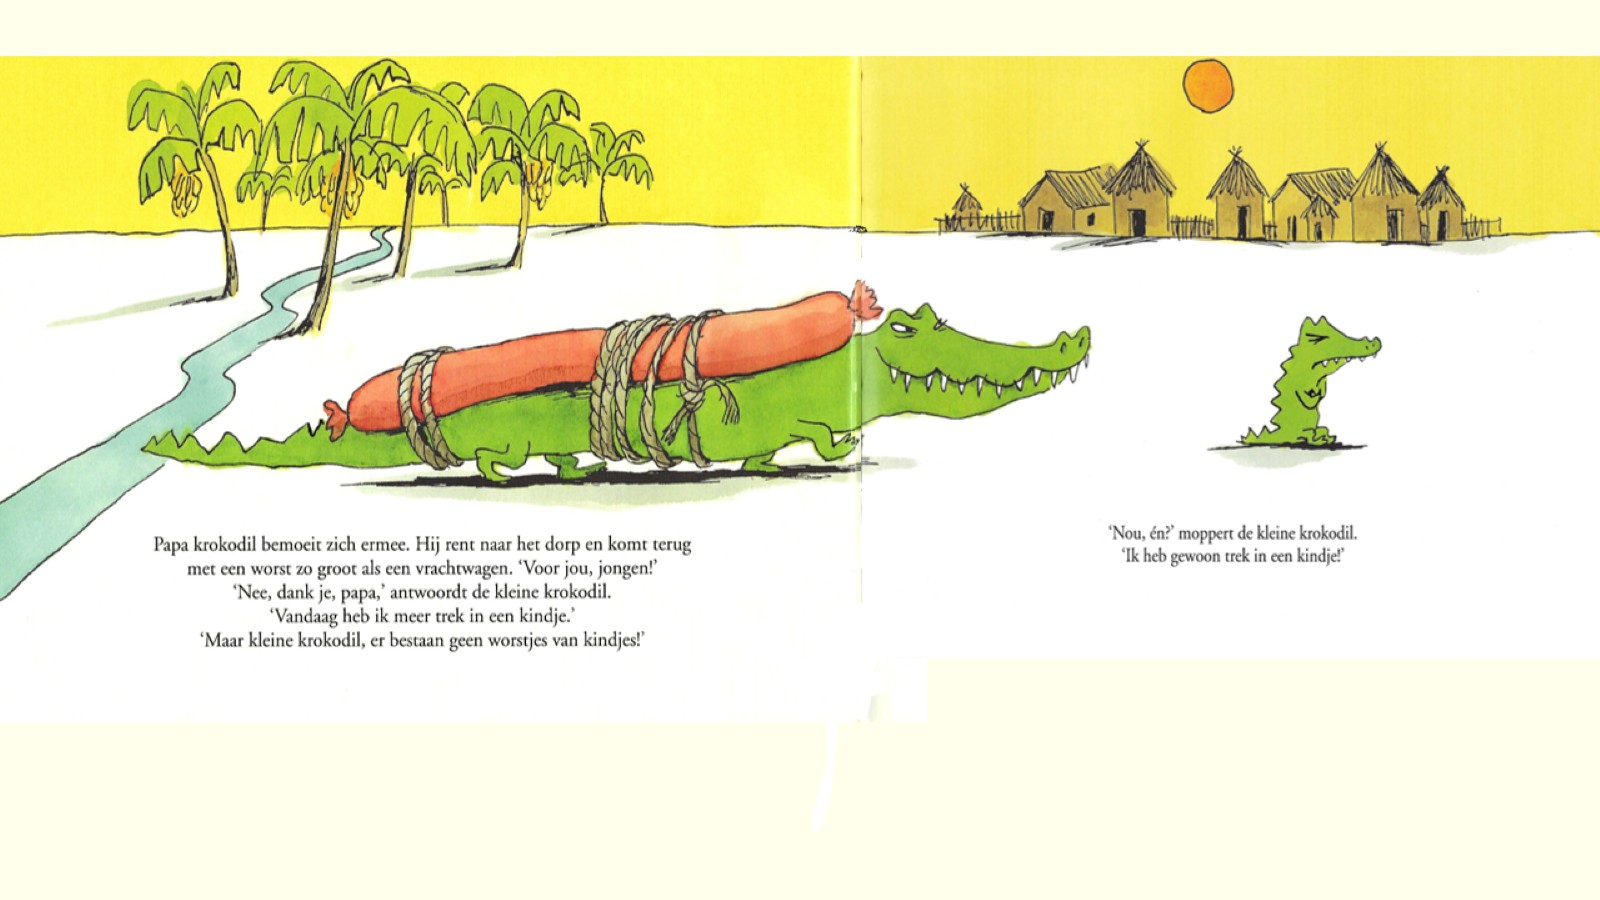 Papa krokodil bemoeit zich ermee. Hij rent naar het dorp en komt terug
met een worst zo groot als een vrachtwagen. ‘Voor jou, jongen!’
‘Nee, dank je, papa,’ antwoordt de kleine krokodil.
‘Vandaag heb ik meer trek in een kindje.’
‘Maar kleine krokodil, er bestaan geen worstjes van kindjes!’
‘Nou, én?’ moppert de kleine krokodil.
‘Ik heb gewoon trek in een kindje!’